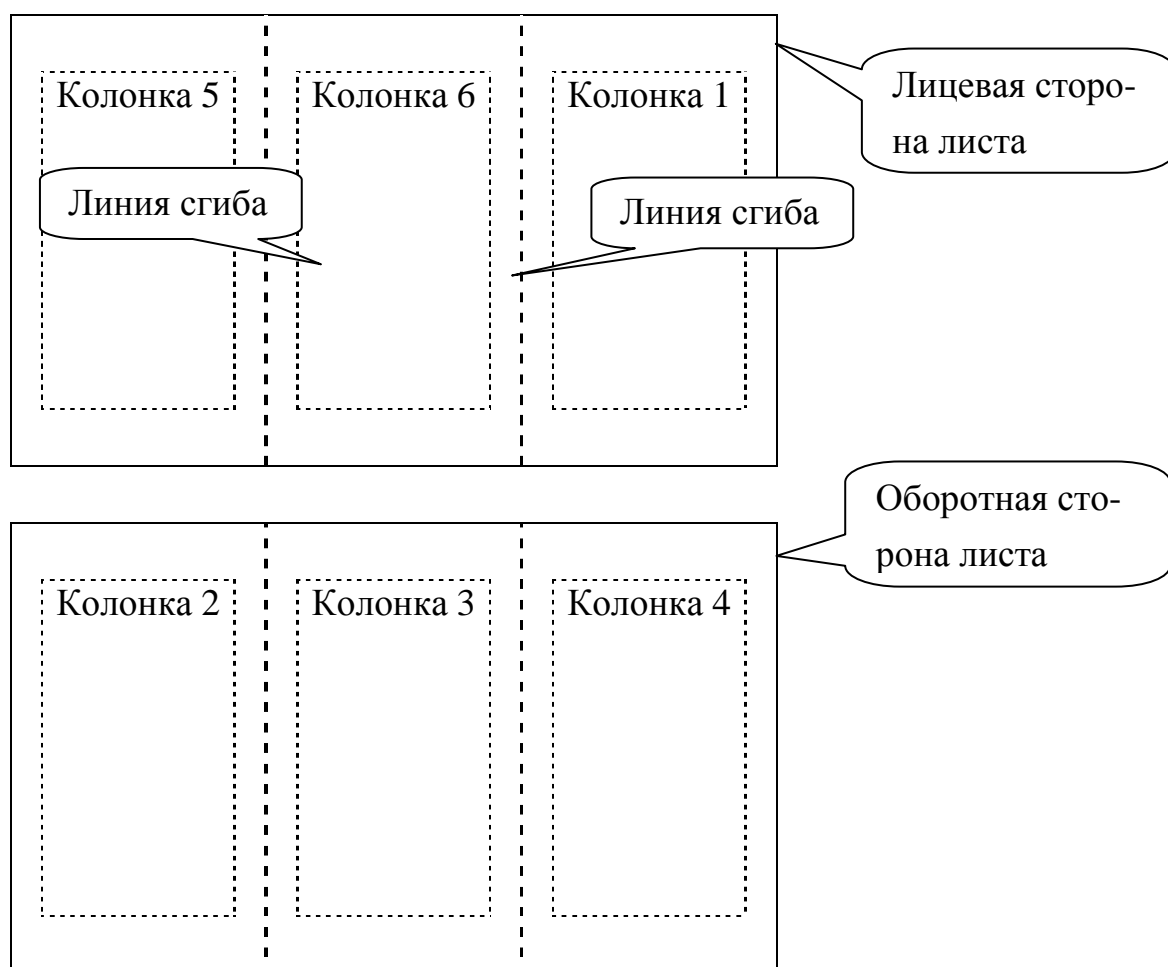 Колонка 5
Колонка 6
Колонка 1
Лицевая сторо-
на листа
Линия сгиба
Линия сгиба
Оборотная сто-
рона листа
Колонка 2
Колонка 3
Колонка 4